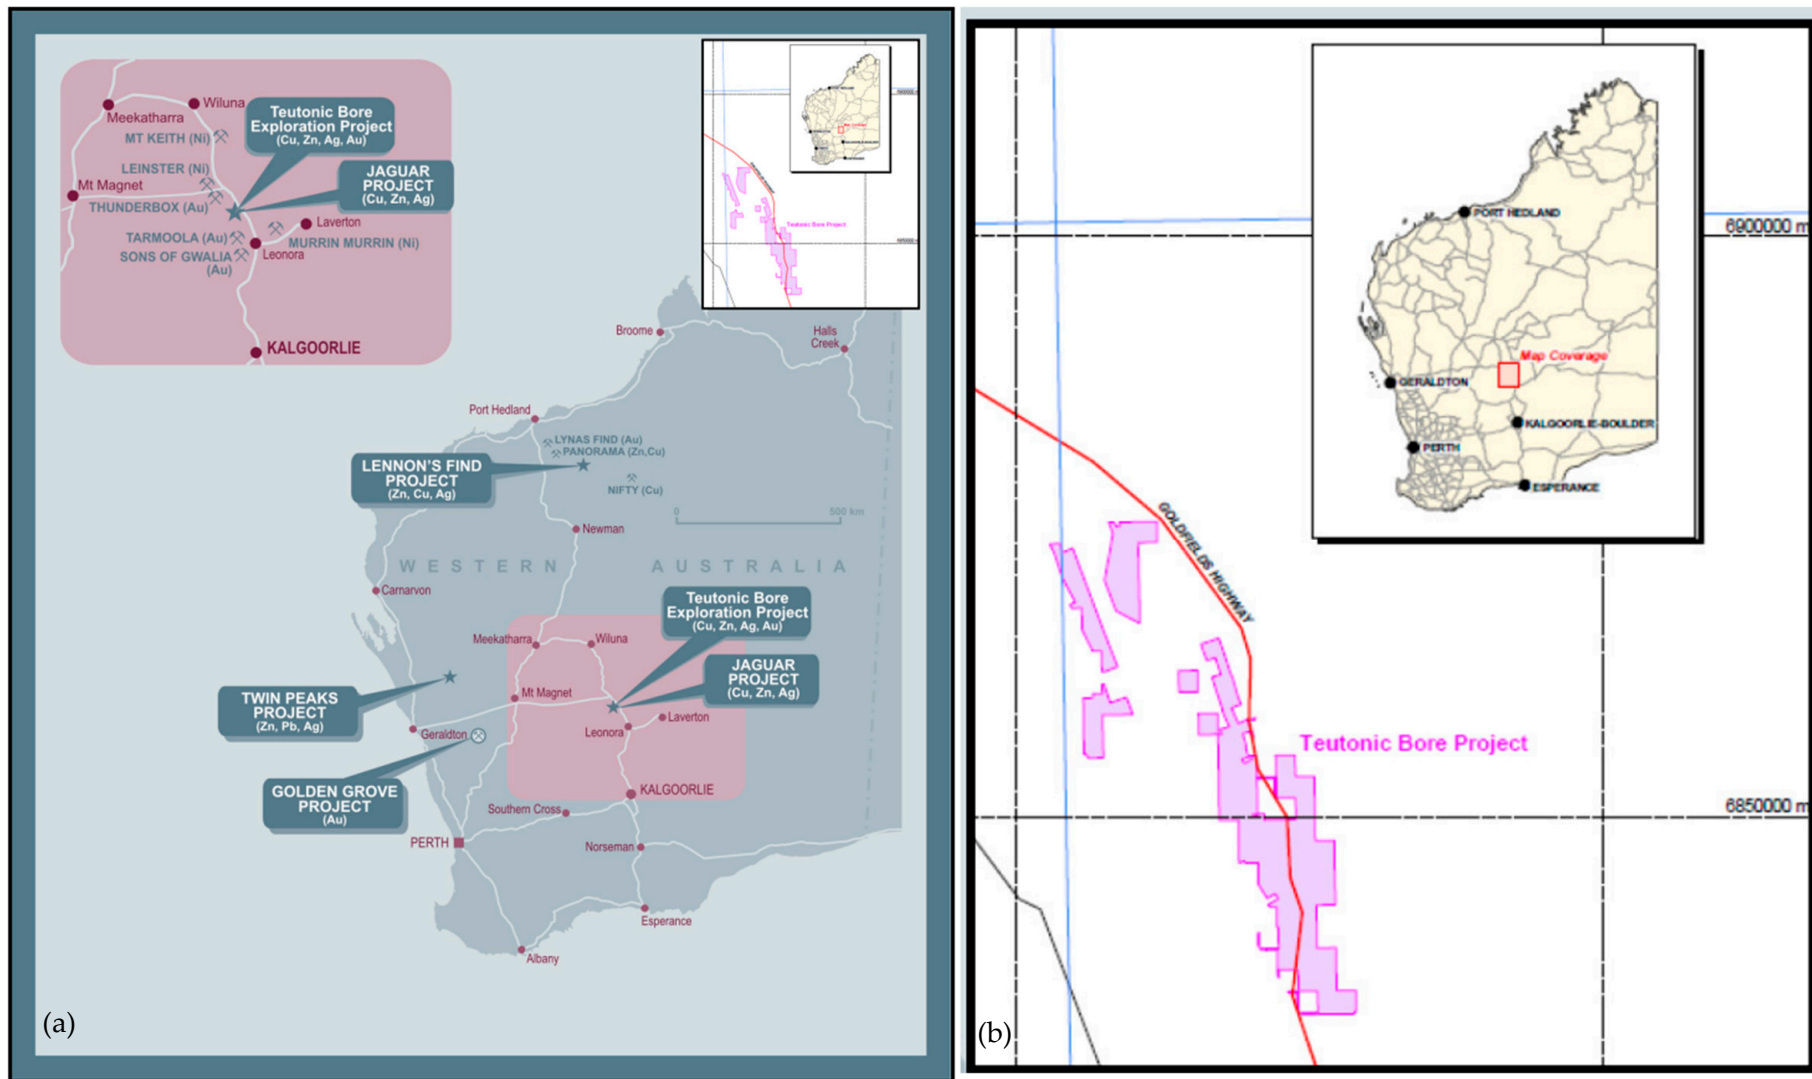 Wiluna
Meekatharra
MT KEITH (Ni)
Teutonic Bore
Exploration Project
(Cu, Zn, Ag, Au)
LEINSTER (Ni)
JAGUAR
PROJECT
(Cu, Zn, Ag)
Mt Magnet
THUNDERBOX (Au)
Laverton
TARMOOLA (Au)
MURRIN MURRIN (Ni)
SONS OF GWALIA
(Au)
Leonora
KALGOORLIE
Teutonic Bore Project
Broome
Halls
Creek
Port Hedland
LYNAS FIND (Au)
PANORAMA (Zn,Cu)
LENNON'S FIND
PROJECT
(Zn, Cu, Ag)
NIFTY (Cu)
0
500 km
Newman
WESTERN AUSTRALIA
Carnarvon
Teutonic Bore
Exploration Project
(Cu, Zn, Ag, Au)
Meekatharra
Wiluna
JAGUAR
PROJECT
(Cu, Zn, Ag)
TWIN PEAKS
PROJECT
(Zn, Pb, Ag)
Mt Magnet
Laverton
Leonora
Geraldton
GOLDEN GROVE
PROJECT
(Au)
KALGOORLIE
Southern Cross
PERTH
Norseman
Esperance
Albany
(a)
PORT HEDLAND
6900000 m
Map Coverage
GERALDTON
KALGOORLIE-BOULDER
PERTH
ESPERANCE
GOLDFIELDS HIGHWAY
Teutonic Bore Project
6850000 m
(b)